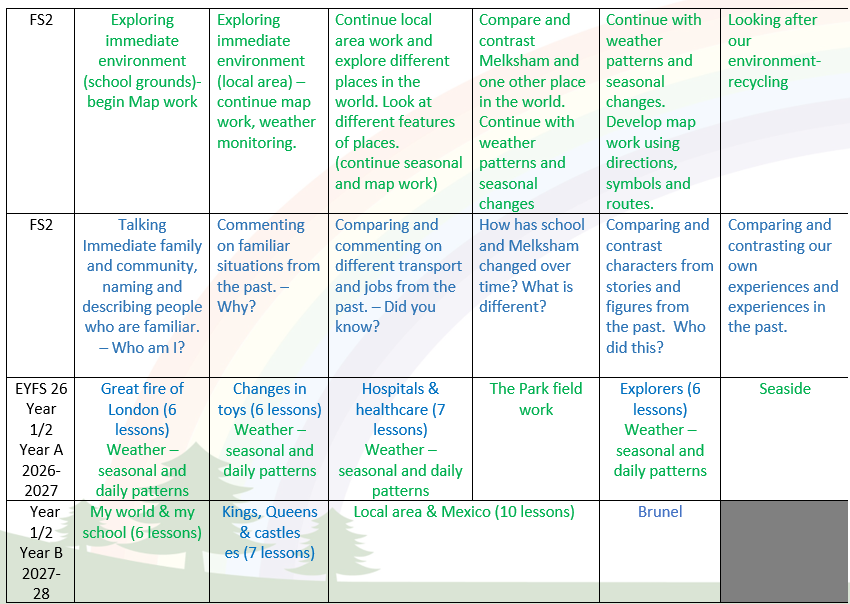 FS2
Exploring
immediate
environment
(school grounds)-
begin Map work
Exploring
immediate
environment
(local area) –
continue map
work, weather
monitoring.
Continue local
area work and
explore different
places in the
world. Look at
different features
of places.
(continue seasonal
and map work)
Compare and
contrast
Melksham and
one other place
in the world.
Continue with
weather
patterns and
seasonal
changes
Continue with
weather
patterns and
seasonal
changes.
Develop map
work using
directions,
symbols and
routes.
Looking after
our
environment-
recycling
FS2
Talking
Immediate family
and community,
naming and
describing people
who are familiar.
– Who am I?
Commenting
on familiar
situations from
the past. –
Why?
Comparing and
commenting on
different transport
and jobs from the
past. – Did you
know?
How has school
and Melksham
changed over
time? What is
different?
Comparing and
contrast
characters from
stories and
figures from
the past.  Who
did this?
Comparing and
contrasting our
own
experiences and
experiences in
the past.
EYFS 26
Year
1/2
Year A
2026-
2027
Great fire of
London (6
lessons)
Weather –
seasonal and
daily patterns
Changes in
toys (6 lessons)
Weather –
seasonal and
daily patterns
Hospitals &
healthcare (7
lessons)
Weather –
seasonal and daily
patterns
The Park field
work
Explorers (6
lessons)
Weather –
seasonal and
daily patterns
Seaside
Year
1/2
Year B
2027-
28
My world & my
school (6 lessons)
Kings, Queens
& castles
es (7 lessons)
Local area & Mexico (10 lessons)
Brunel